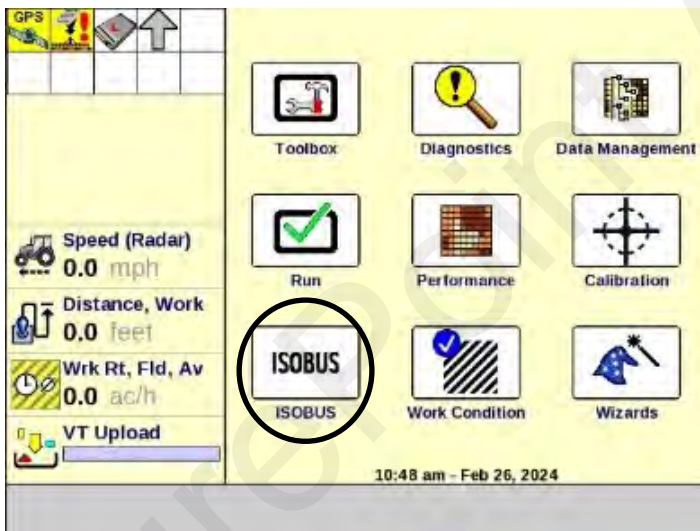 GPS
Toolbox
Diagnostics
Data Management
Speed (Radar)
0.0 mph
Run
Performance
Calibration
Distance, Work
0.0 feet
Wrk Rt, Fld, Av
0.0 ac/h
ISOBUS
ISOBUS
Work Condition
Wizards
VT Upload
10:48 am - Feb 26, 2024